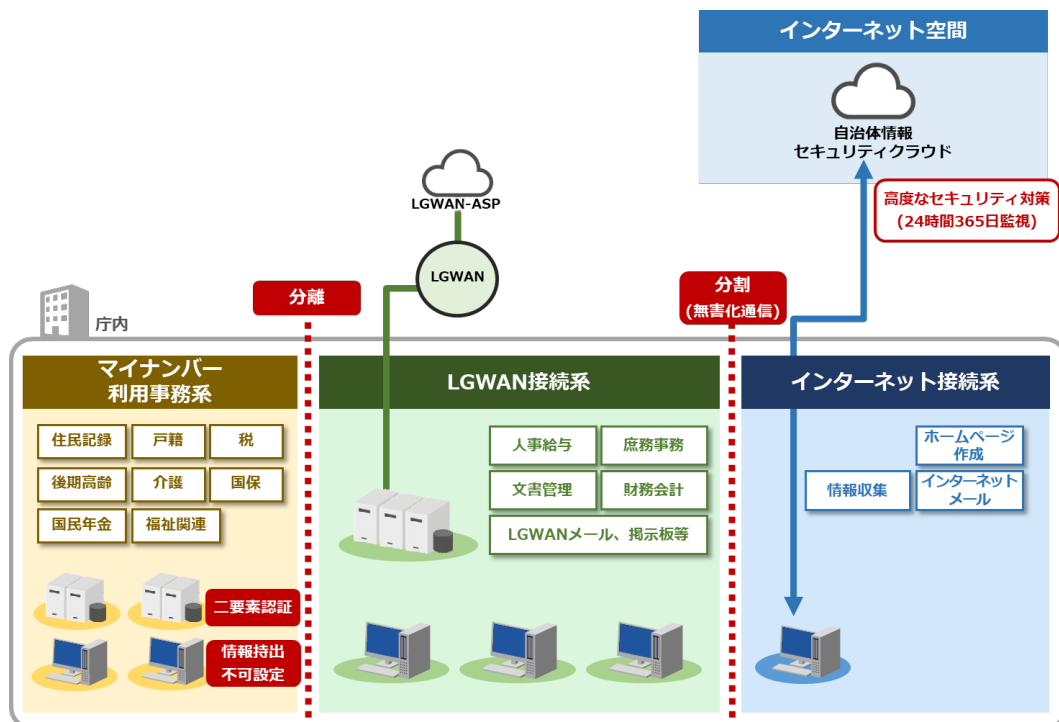 インターネット空間
自治体情報
セキュリティクラウド
高度なセキュリティ対策
(24時間365日監視)
LGWAN-ASP
LGWAN
分離
分割
(無害化通信)
庁内
マイナンバー
利用事務系
住民記録
戸籍
税
後期高齢
介護
国保
国民年金
福祉関連
二要素認証
情報持出
不可設定
LGWAN接続系
人事給与
庶務事務
文書管理
財務会計
LGWANメール、掲示板等
インターネット接続系
ホームページ
作成
情報収集
インターネット
メール